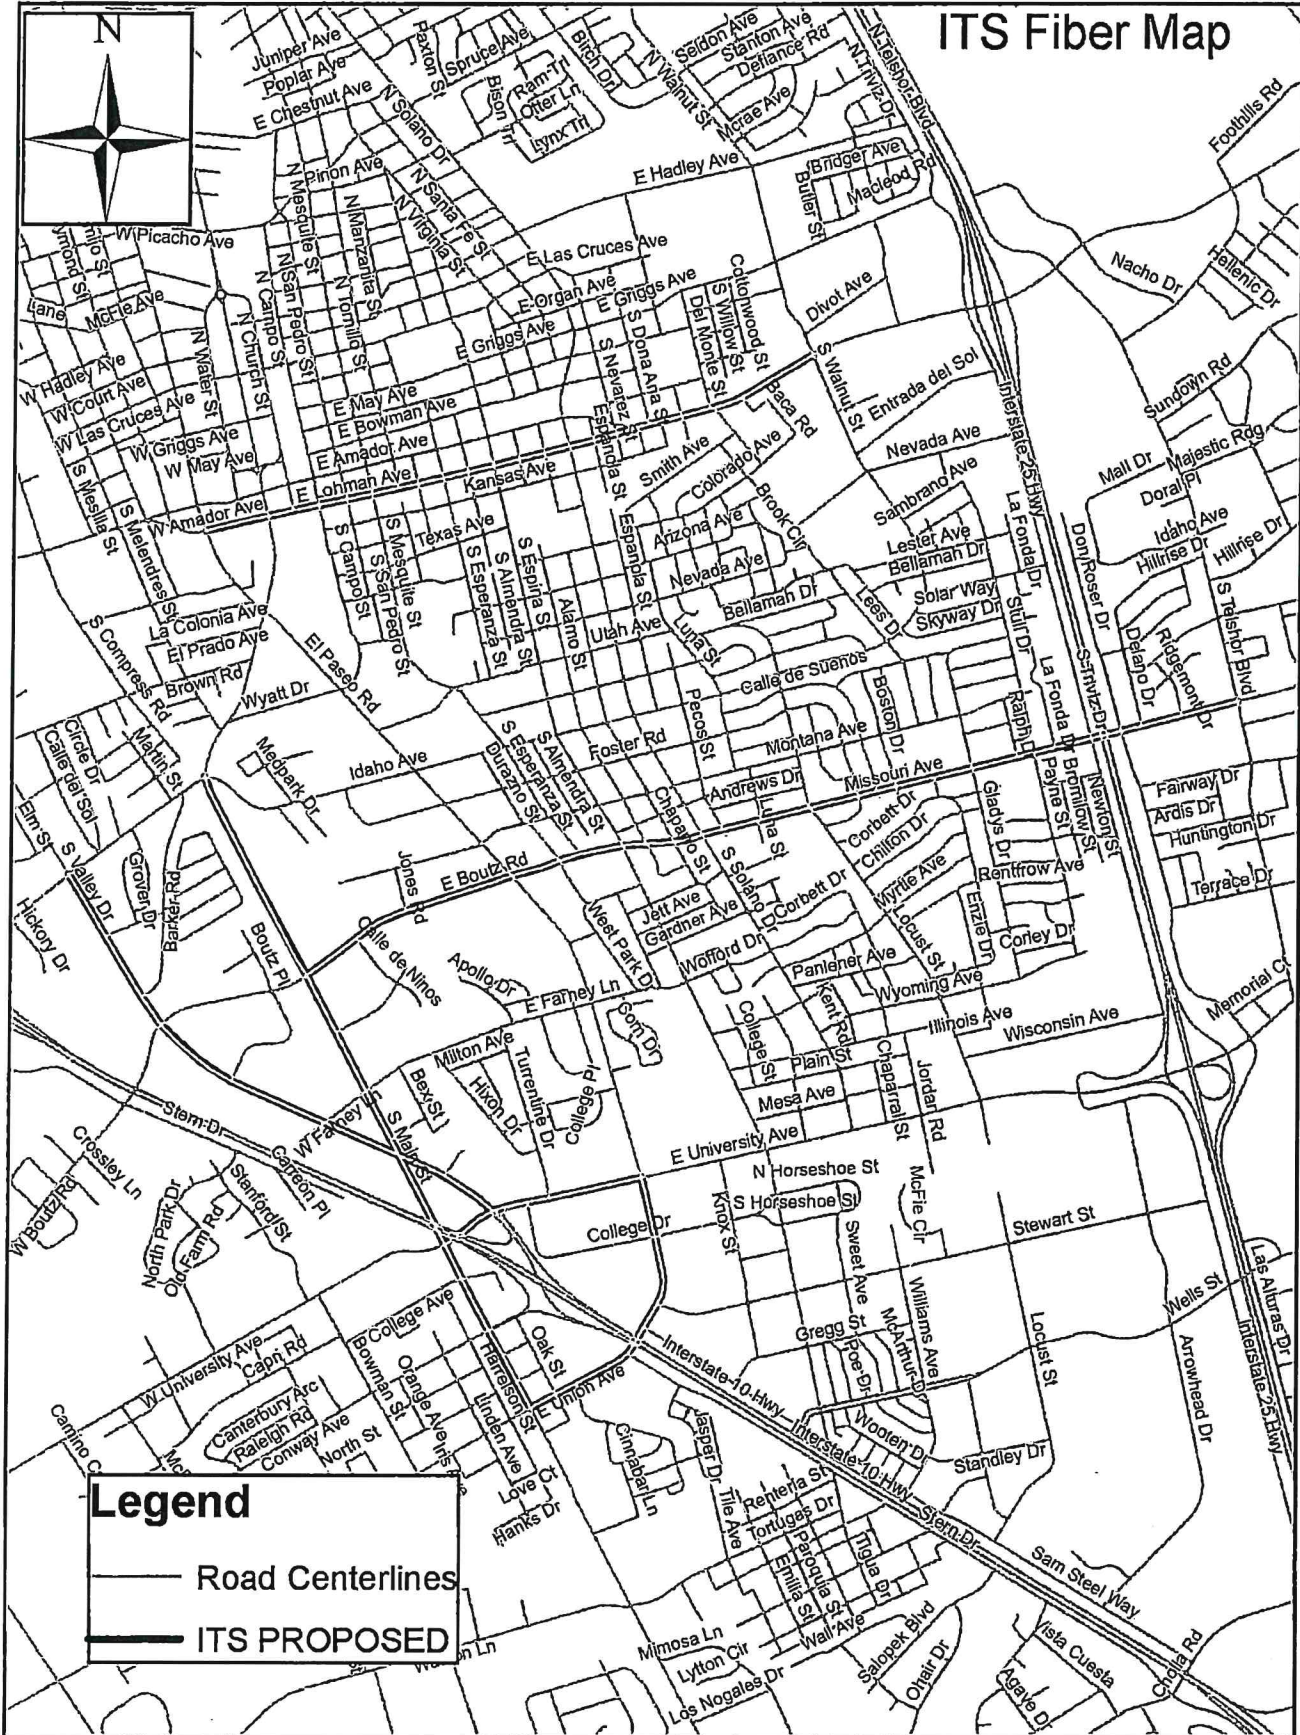 ITS Fiber Map
N
Juniper Ave
Poplar Ave
E Chestnut Ave
Paxton St
Spruce Ave
Bison Trl
Ram Trl
Otter Ln
Lynx Trl
Birch Dr
N Walnut St
Seldon Ave
Stanton Ave
Defiance Rd
N Triviz Dr
N Telshor Blvd
Mcrae Ave
Foothills Rd
N Solano Dr
Pinon Ave
N Mesquite St
N Manzanita St
N Santa Fe St
N Virginia St
E Hadley Ave
Bridger Ave
Macleod Rd
Butler St
W Picacho Ave
E Las Cruces Ave
Nacho Dr
Hellenic Dr
Lane
McFie Ave
N Water St
N Church St
N Campo St
N San Pedro St
N Tornillo St
E Organ Ave
E Griggs Ave
E Griggs Ave
Cottonwood St
S Willow St
Del Monte St
Divot Ave
S Dona Ana St
S Nevarez St
W Hadley Ave
W Court Ave
W Las Cruces Ave
W Griggs Ave
W May Ave
E May Ave
E Bowman Ave
E Amador Ave
E Lohman Ave
Kansas Ave
W Amador Ave
Espanola St
Baca Rd
S Walnut St
Entrada del Sol
Interstate 25 Hwy
Sundown Rd
Nevada Ave
Mall Dr
Majestic Rdg
Doral Pl
Smith Ave
Colorado Ave
Brook Cir
Sambrano Ave
S Mesilla St
S Melendres St
S Campo St
S San Pedro St
S Mesquite St
Texas Ave
S Esperanza St
S Almendra St
S Espina St
Alamo St
Espanola St
Arizona Ave
Nevada Ave
Bellamah Dr
Lester Ave
Bellamah Dr
La Fonda Dr
Don Roser Dr
Idaho Ave
Hillrise Dr
Hillrise Dr
Solar Way
Skyway Dr
Lees Dr
Stull Dr
S Compress Rd
La Colonia Ave
El Prado Ave
Brown Rd
Wyatt Dr
El Paseo Rd
Utah Ave
Luna St
Calle de Suenos
Boston Dr
Ralph Dr
La Fonda Dr
S Triviz Dr
Delano Dr
Ridgemont Dr
S Telshor Blvd
Circle Dr
Calle del Sol
Martin St
Medpark Dr
Idaho Ave
S Esperanza St
Durazno St
S Almendra St
Foster Rd
Pecos St
Montana Ave
Andrews Dr
Missouri Ave
Luna St
Chaparro St
Payne St
Bromilow St
Newton St
Fairway Dr
Ardis Dr
Huntington Dr
Terrace Dr
Corbett Dr
Chilton Dr
Gladys Dr
Myrtle Ave
Rentfrow Ave
Elm St
S Valley Dr
Grover Dr
Barker Rd
Hickory Dr
Jones Rd
E Boutz Rd
Boutz Pl
Calle de Ninos
Apollo Dr
E Farney Ln
West Park Dr
Jett Ave
Gardner Ave
S Solano Dr
Corbett Dr
Wofford Dr
Locust St
Enzie Dr
Corley Dr
Panlener Ave
Wyoming Ave
Kent Rd
Memorial Ct
Com Dr
College St
Illinois Ave
Wisconsin Ave
Milton Ave
Bex St
Hixon Dr
Turrentine Dr
College Pl
Plain St
Mesa Ave
Chaparral St
Jordan Rd
Stern Dr
W Farney Ln
S Main St
Carreon Pl
Stanford St
Crossley Ln
W Boutz Rd
North Park Dr
Old Farm Rd
E University Ave
N Horseshoe St
S Horseshoe St
Knox St
College Dr
Sweet Ave
McFie Cir
Stewart St
Williams Ave
McArthur Dr
Locust St
Wells St
Las Alturas Dr
Interstate 25 Hwy
Arrowhead Dr
Gregg St
Poe Dr
P College Ave
W University Ave
Capri Rd
Bowman St
Orange Ave
Linden Ave
Harrelson St
Oak St
E Union Ave
Interstate 10 Hwy
Interstate 10 Hwy
Wooten Dr
Standley Dr
Canterbury Arc
Raleigh Rd
Conway Ave
North St
Love Ct
Hanks Dr
Cinnabar Ln
Jasper Dr
Tile Ave
Renteria St
Tortugas Dr
Emilia St
Paroquia St
Tigua Dr
Stern Dr
Sam Steel Way
Wall Ave
Salopek Blvd
Ohair Dr
Vista Cuesta
Agave Dr
Cholla Rd
Mimosa Ln
Lytton Cir
Los Nogales Dr
Legend
Road Centerlines
ITS PROPOSED